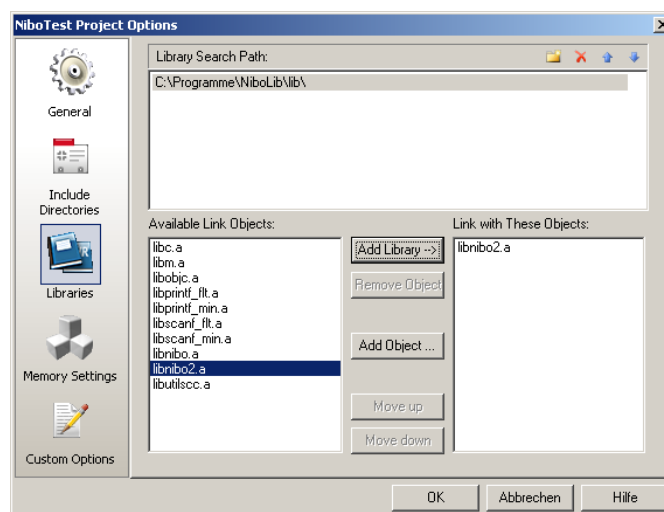 NiboTest Project Options
General
Include
Directories
Libraries
Memory Settings
Custom Options
Library Search Path:
C:\Programme\NiboLib\lib\
Available Link Objects:
libc.a
libm.a
libobjc.a
libprintf_flt.a
libprintf_min.a
libscanf_flt.a
libscanf_min.a
libnibo.a
libnibo2.a
libutilscc.a
Add Library -->
Remove Object
Add Object ...
Move up
Move down
Link with These Objects:
libnibo2.a
OK
Abbrechen
Hilfe